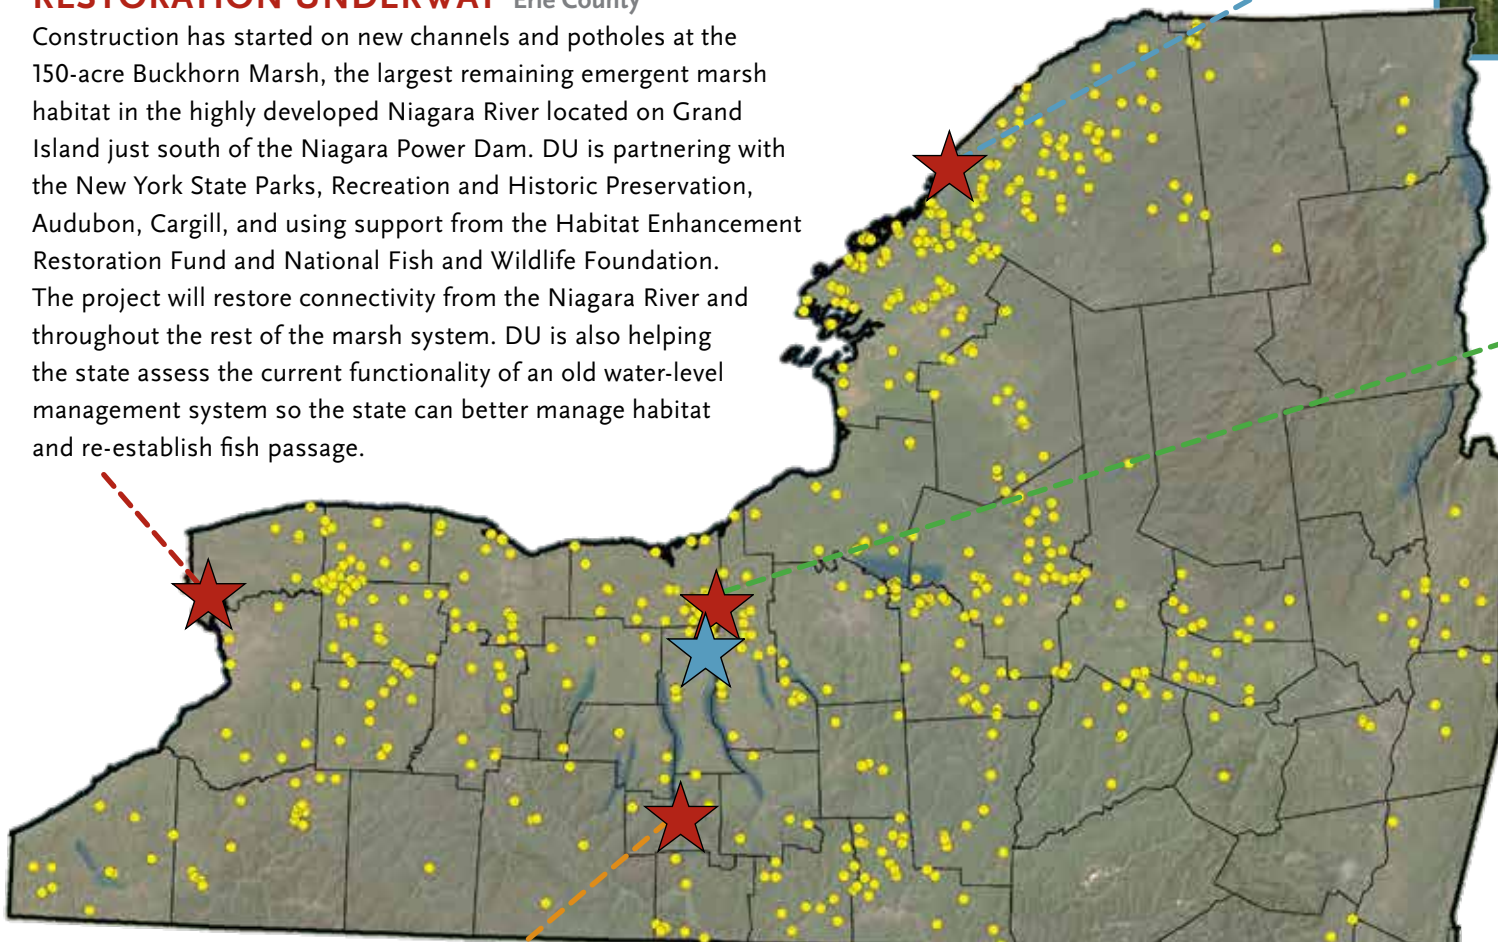 RESTORATION UNDERWAY Erie County
Construction has started on new channels and potholes at the
150-acre Buckhorn Marsh, the largest remaining emergent marsh
habitat in the highly developed Niagara River located on Grand
Island just south of the Niagara Power Dam. DU is partnering with
the New York State Parks, Recreation and Historic Preservation,
Audubon, Cargill, and using support from the Habitat Enhancement
Restoration Fund and National Fish and Wildlife Foundation.
The project will restore connectivity from the Niagara River and
throughout the rest of the marsh system. DU is also helping
the state assess the current functionality of an old water-level
management system so the state can better manage habitat
and re-establish fish passage.